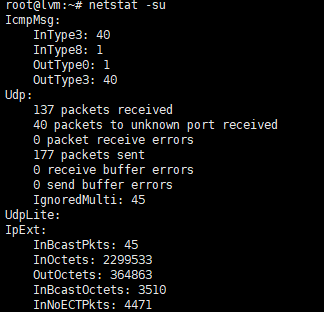 root@lvm:~# netstat -su
IcmpMsg:
    InType3: 40
    InType8: 1
    OutType0: 1
    OutType3: 40
Udp:
    137 packets received
    40 packets to unknown port received
    0 packet receive errors
    177 packets sent
    0 receive buffer errors
    0 send buffer errors
    IgnoredMulti: 45
UdpLite:
IpExt:
    InBcastPkts: 45
    InOctets: 2299533
    OutOctets: 364863
    InBcastOctets: 3510
    InNoECTPkts: 4471